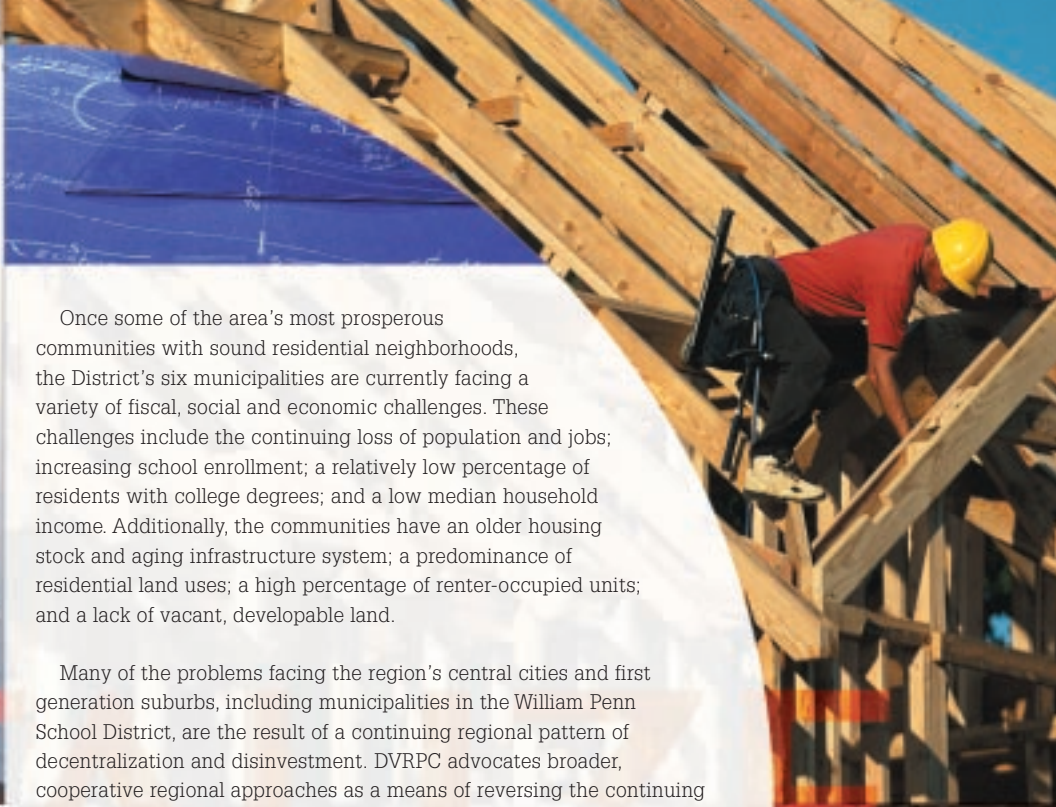 Once some of the area's most prosperous
communities with sound residential neighborhoods,
the District's six municipalities are currently facing a
variety of fiscal, social and economic challenges. These
challenges include the continuing loss of population and jobs;
increasing school enrollment; a relatively low percentage of
residents with college degrees; and a low median household
income. Additionally, the communities have an older housing
stock and aging infrastructure system; a predominance of
residential land uses; a high percentage of renter-occupied units;
and a lack of vacant, developable land.
Many of the problems facing the region's central cities and first
generation suburbs, including municipalities in the William Penn
School District, are the result of a continuing regional pattern of
decentralization and disinvestment. DVRPC advocates broader,
cooperative regional approaches as a means of reversing the continuing